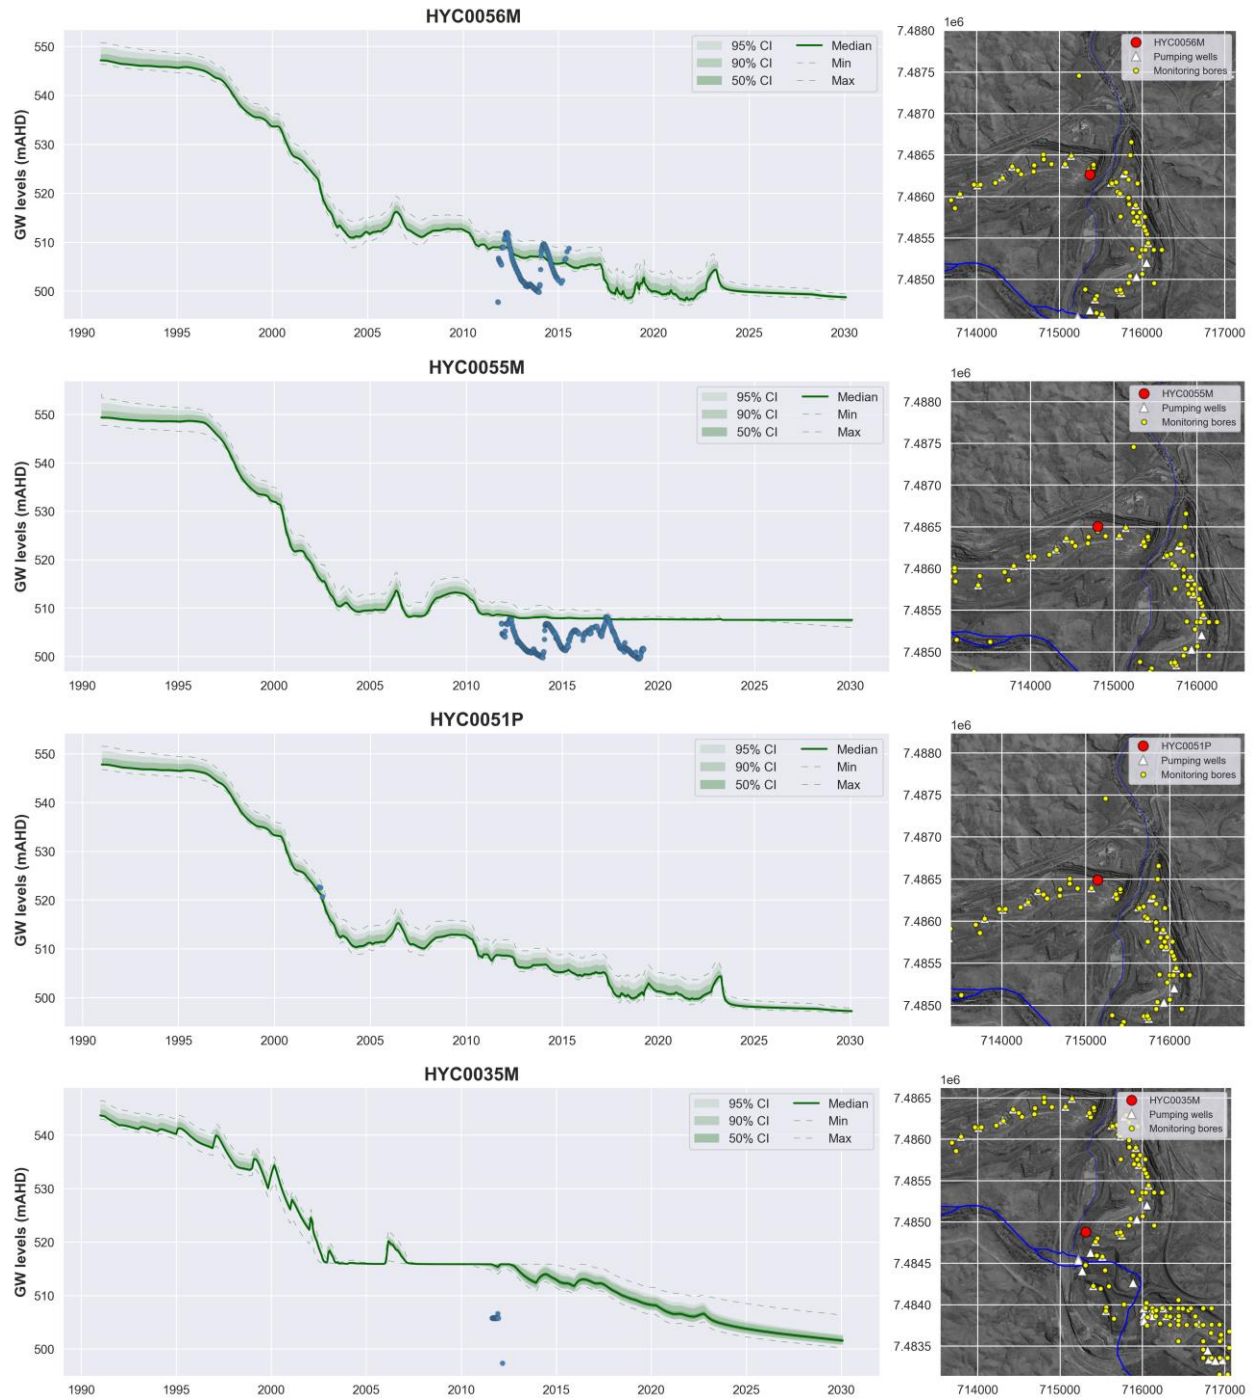 HYC0056M
550
540
530
520
510
500
GW levels (mAHD)
95% CI
90% CI
50% CI
Median
Min
Max
1990 1995 2000 2005 2010 2015 2020 2025 2030
1e6
7.4880
7.4875
7.4870
7.4865
7.4860
7.4855
7.4850
HYC0056M
Pumping wells
Monitoring bores
714000 715000 716000 717000
HYC0055M
550
540
530
520
510
500
GW levels (mAHD)
95% CI
90% CI
50% CI
Median
Min
Max
1990 1995 2000 2005 2010 2015 2020 2025 2030
1e6
7.4880
7.4875
7.4870
7.4865
7.4860
7.4855
7.4850
HYC0055M
Pumping wells
Monitoring bores
714000 715000 716000
HYC0051P
550
540
530
520
510
500
GW levels (mAHD)
95% CI
90% CI
50% CI
Median
Min
Max
1990 1995 2000 2005 2010 2015 2020 2025 2030
1e6
7.4880
7.4875
7.4870
7.4865
7.4860
7.4855
7.4850
HYC0051P
Pumping wells
Monitoring bores
714000 715000 716000
HYC0035M
540
530
520
510
500
GW levels (mAHD)
95% CI
90% CI
50% CI
Median
Min
Max
1990 1995 2000 2005 2010 2015 2020 2025 2030
1e6
7.4865
7.4860
7.4855
7.4850
7.4845
7.4840
7.4835
HYC0035M
Pumping wells
Monitoring bores
714000 715000 716000 717000